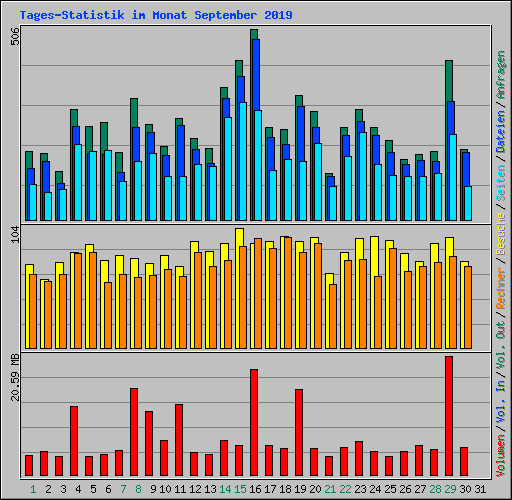 Tages-Statistik im Monat September 2019
506
104
20.59 MB
Volumen / Vol. In / Vol. Out / Rechner / Besuche / Seiten / Dateien / Anfragen
1 2 3 4 5 6 7 8 9 10 11 12 13 14 15 16 17 18 19 20 21 22 23 24 25 26 27 28 29 30 31